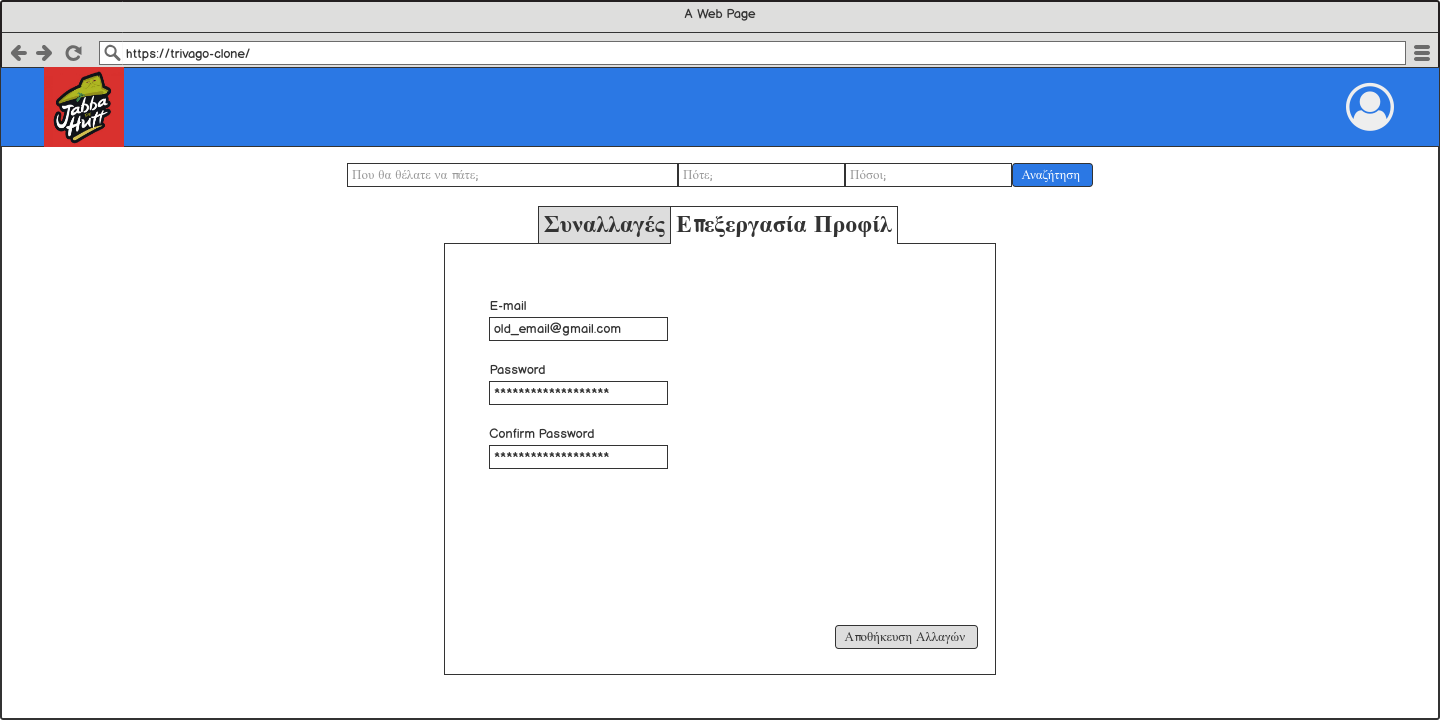 A Web Page
https://trivago-clone/
Jabba
Hutt
Που θα θέλατε να πάτε;
Πότε;
Πόσοι;
Αναζήτηση
Συναλλαγές
Επεξεργασία Προφίλ
E-mail
old_email@gmail.com
Password
*******************
Confirm Password
*******************
Αποθήκευση Αλλαγών